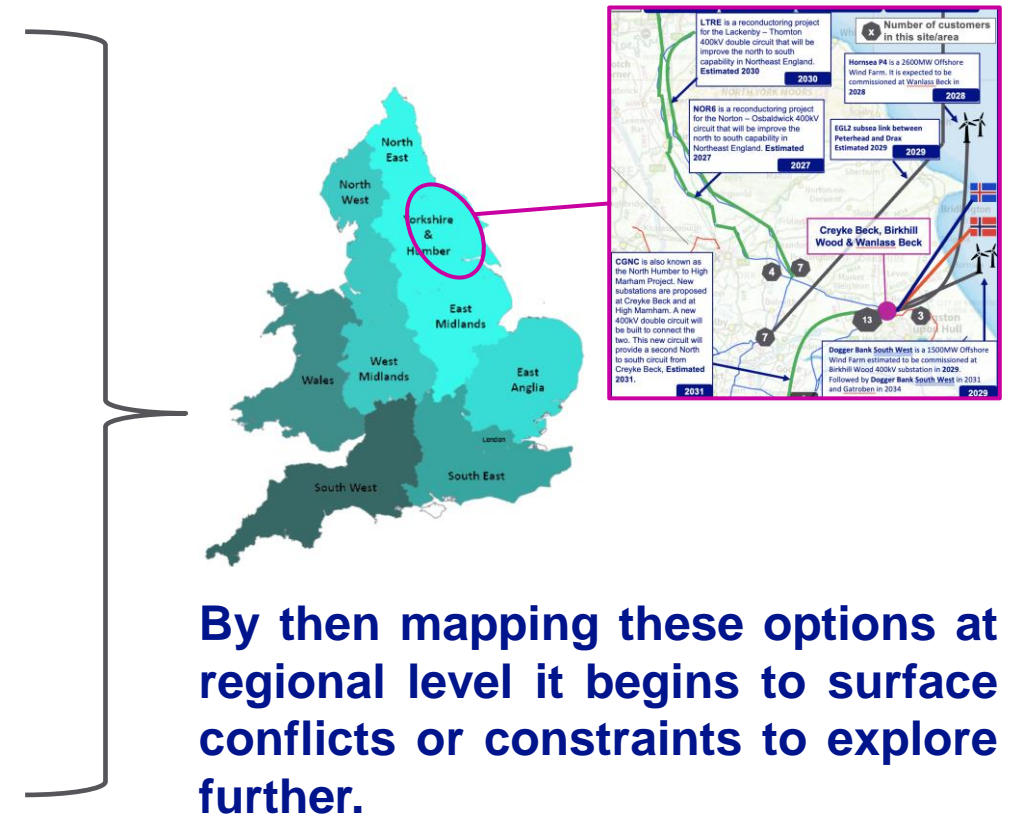 LTRE is a reconductoring project
for the Lackenby – Thornton
400kV double circuit that will be
improve the north to south
capability in Northeast England.
Estimated 2030
2030
x
Number of customers
in this site/area
Hornsea P4 is a 2600MW Offshore
Wind Farm. It is expected to be
commissioned at Wanlass Beck in
2028
2028
NORTH YORK MOORS
NOR6 is a reconductoring project
for the Norton – Osbaldwick 400kV
circuit that will be improve the
north to south capability in
Northeast England. Estimated
2027
2027
EGL2 subsea link between
Peterhead and Drax
Estimated 2029
2029
Creyke Beck, Birkhill
Wood & Wanlass Beck
CGNC is also known as
the North Humber to High
Marham Project. New
substations are proposed
at Creyke Beck and at
High Marnham. A new
400kV double circuit will
be built to connect the
two. This new circuit will
provide a second North
to south circuit from
Creyke Beck, Estimated
2031.
2031
4
7
7
13
3
Dogger Bank South West is a 1500MW Offshore
Wind Farm estimated to be commissioned at
Birkhill Wood 400kV substation in 2029.
Followed by Dogger Bank South West in 2031
and Gatroben in 2034
2029
North
East
North
West
Yorkshire
&
Humber
East
Midlands
West
Midlands
Wales
East
Anglia
London
South East
South West
By then mapping these options at
regional level it begins to surface
conflicts or constraints to explore
further.